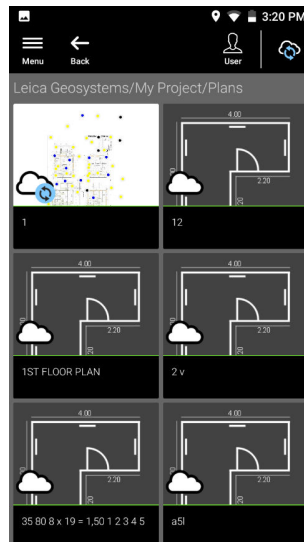 3:20 PM
Menu
Back
User
Leica Geosystems/My Project/Plans
1
4.00
2.20
12
4.00
2.20
1ST FLOOR PLAN
4.00
2.20
2 v
4.00
2.20
35 80 8 x 19 = 1,50 1 2 3 4 5
4.00
2.20
a5l